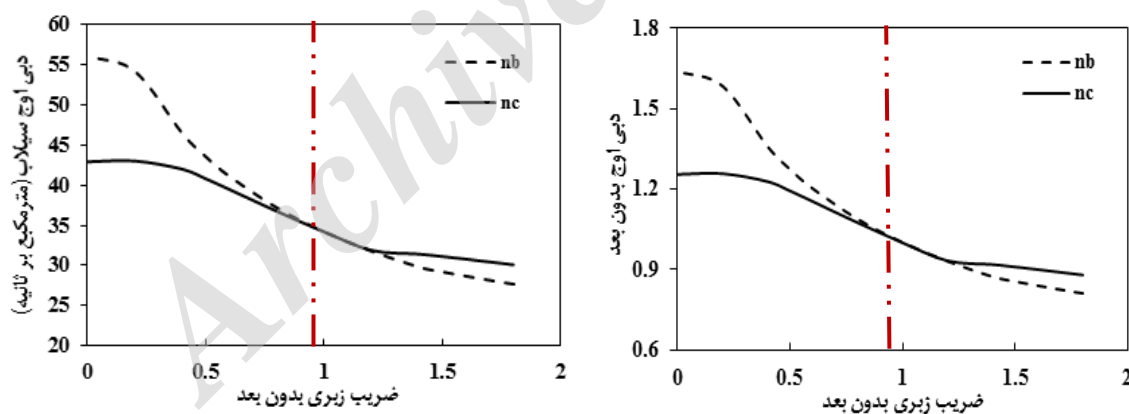 دبی اوج سیلاب (مترمکعب بر ثانیه)
60
55
50
45
40
35
30
25
20
nb
nc
0 0.5 1 1.5 2
ضریب زبری بدون بعد
دبی اوج بدون بعد
1.8
1.5
1.2
0.9
0.6
nb
nc
0 0.5 1 1.5 2
ضریب زبری بدون بعد
Archive